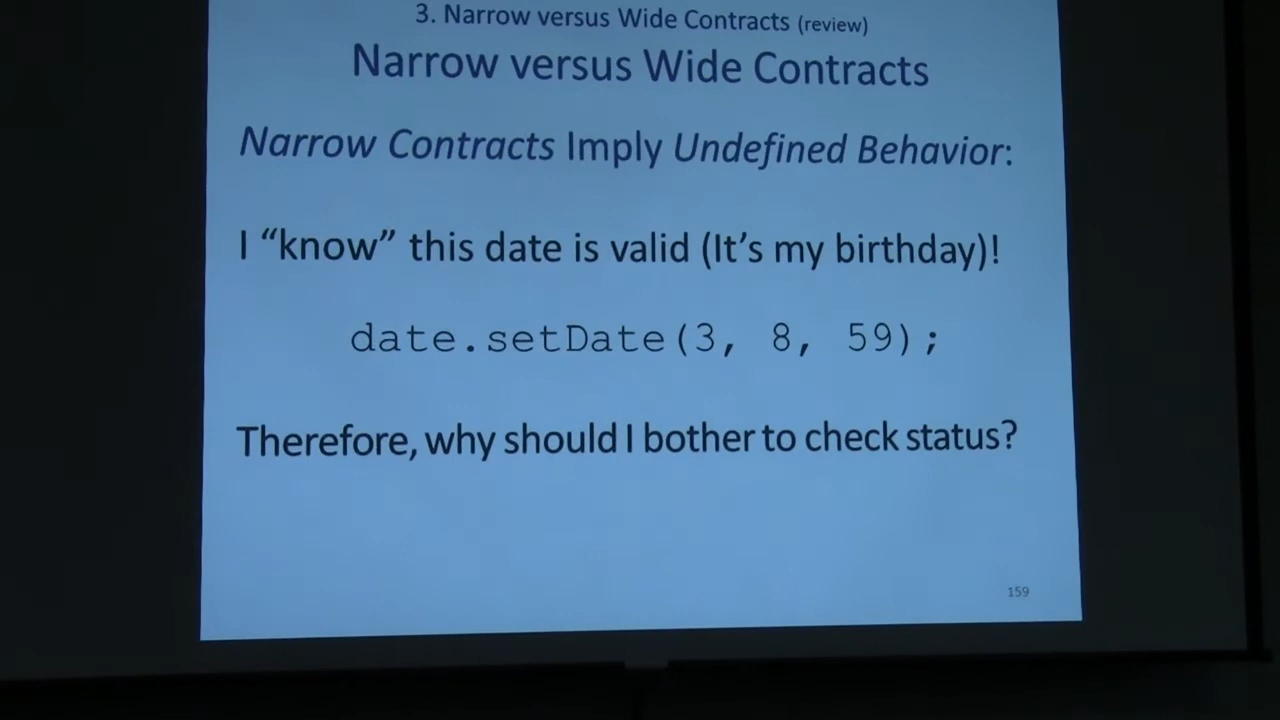 3. Narrow versus Wide Contracts (review)
Narrow versus Wide Contracts
Narrow Contracts Imply Undefined Behavior:
I “know” this date is valid (It’s my birthday)!
date.setDate(3, 8, 59);
Therefore, why should I bother to check status?
159